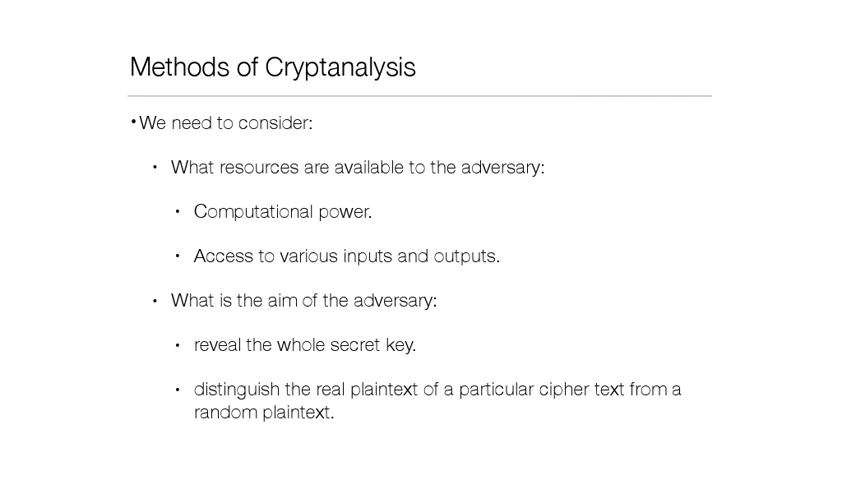 Methods of Cryptanalysis
•We need to consider:
• What resources are available to the adversary:
• Computational power.
• Access to various inputs and outputs.
• What is the aim of the adversary:
• reveal the whole secret key.
• distinguish the real plaintext of a particular cipher text from a
random plaintext.